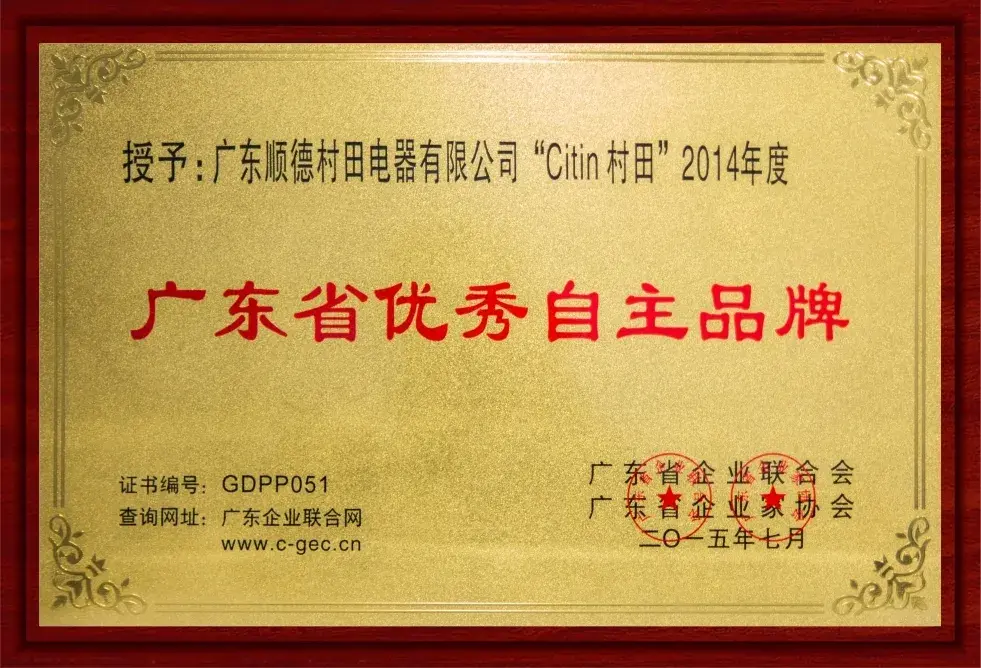 授予：广东顺德村田电器有限公司“Citin 村田”2014年度
广东省优秀自主品牌
证书编号：GDPP051
查询网址：广东企业联合网
www.c-gec.cn
广东省企业联合会
广东省企业家协会
二〇一五年七月